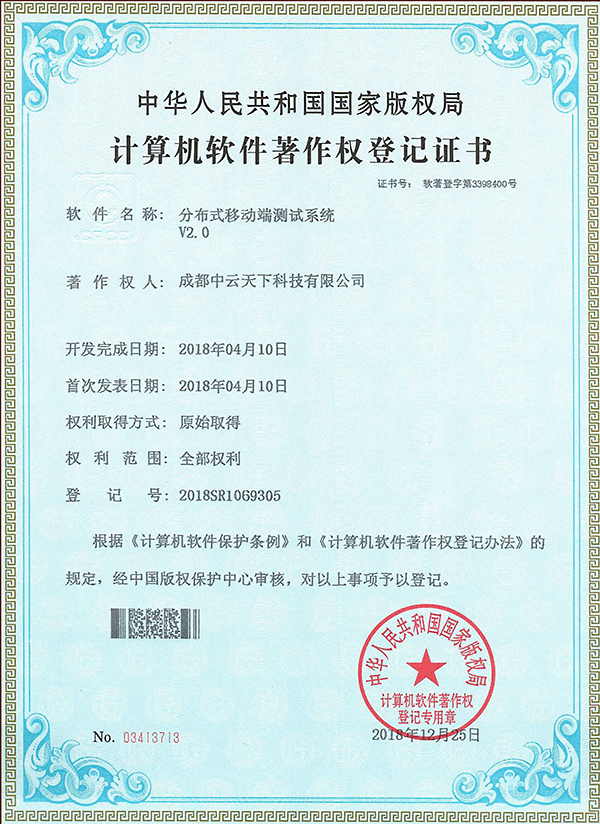 中华人民共和国国家版权局
计算机软件著作权登记证书
证书号： 软著登字第3398400号
软件名称： 分布式移动端测试系统
V2.0
著作权人： 成都中云天下科技有限公司
开发完成日期： 2018年04月10日
首次发表日期： 2018年04月10日
权利取得方式： 原始取得
权利范围： 全部权利
登记号： 2018SR1069305
根据《计算机软件保护条例》和《计算机软件著作权登记办法》的
规定，经中国版权保护中心审核，对以上事项予以登记。
中华人民共和国国家版权局
计算机软件著作权
登记专用章
No. 03413713
2018年12月25日